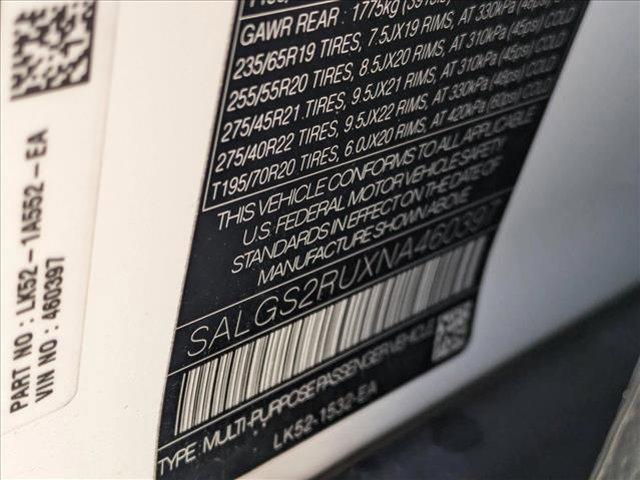 PART NO : LK52-1A552-EA
VIN NO : 460397
GAWR REAR : 1775kg
235/65R19 TIRES, 7.5JX19 RIMS, AT 330kPa (48psi) COLD
255/55R20 TIRES, 8.5JX20 RIMS, AT 310kPa (45psi) COLD
275/45R21 TIRES, 9.5JX21 RIMS, AT 310kPa (45psi) COLD
275/40R22 TIRES, 9.5JX22 RIMS, AT 330kPa (48psi) COLD
T195/70R20 TIRES, 6.0JX20 RIMS, AT 420kPa (60psi) COLD
THIS VEHICLE CONFORMS TO ALL APPLICABLE
U.S. FEDERAL MOTOR VEHICLE SAFETY
STANDARDS IN EFFECT ON THE DATE OF
MANUFACTURE SHOWN ABOVE
SALGS2RUXNA460397
TYPE: MULTI-PURPOSE PASSENGER VEHICLE
LK52-1532-EA